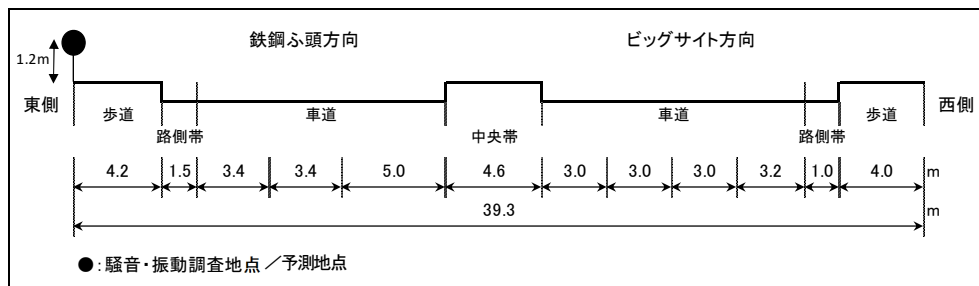 鉄鋼ふ頭方向 ビッグサイト方向
1.2m
東側 西側
歩道 車道 車道 歩道
路側帯 中央帯 路側帯
4.2 1.5 3.4 3.4 5.0 4.6 3.0 3.0 3.0 3.2 1.0 4.0 m
39.3 m
●:騒音・振動調査地点/予測地点